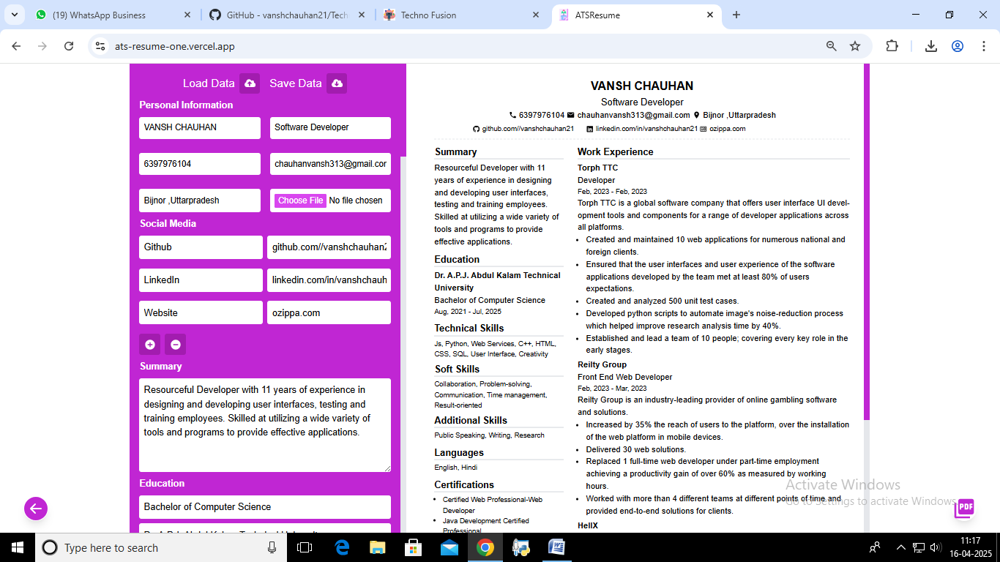 (19) WhatsApp Business
GitHub - vanshchauhan21/Tech
Techno Fusion
ATSResume
ats-resume-one.vercel.app
Load Data
Save Data
Personal Information
VANSH CHAUHAN
Software Developer
6397976104
chauhanvansh313@gmail.cor
Bijnor ,Uttarpradesh
Choose File No file chosen
Social Media
Github
github.com//vanshchauhan2
LinkedIn
linkedin.com/in/vanshchauh
Website
ozippa.com
Summary
Resourceful Developer with 11 years of experience in
designing and developing user interfaces, testing and
training employees. Skilled at utilizing a wide variety of
tools and programs to provide effective applications.
Education
Bachelor of Computer Science
VANSH CHAUHAN
Software Developer
6397976104 chauhanvansh313@gmail.com Bijnor ,Uttarpradesh
github.com//vanshchauhan21 linkedin.com/in/vanshchauhan21 ozippa.com
Summary
Resourceful Developer with 11
years of experience in designing
and developing user interfaces,
testing and training employees.
Skilled at utilizing a wide variety of
tools and programs to provide
effective applications.
Education
Dr. A.P.J. Abdul Kalam Technical
University
Bachelor of Computer Science
Aug, 2021 - Jul, 2025
Technical Skills
Js, Python, Web Services, C++, HTML,
CSS, SQL, User Interface, Creativity
Soft Skills
Collaboration, Problem-solving,
Communication, Time management,
Result-oriented
Additional Skills
Public Speaking, Writing, Research
Languages
English, Hindi
Certifications
• Certified Web Professional-Web
Developer
• Java Development Certified
Professional
Work Experience
Torph TTC
Developer
Feb, 2023 - Feb, 2023
Torph TTC is a global software company that offers user interface UI devel-
opment tools and components for a range of developer applications across
all platforms.
• Created and maintained 10 web applications for numerous national and
foreign clients.
• Ensured that the user interfaces and user experience of the software
applications developed by the team met at least 80% of users
expectations.
• Created and analyzed 500 unit test cases.
• Developed python scripts to automate image's noise-reduction process
which helped improve research analysis time by 40%.
• Established and lead a team of 10 people; covering every key role in the
early stages.
Reilty Group
Front End Web Developer
Feb, 2023 - Mar, 2023
Reilty Group is an industry-leading provider of online gambling software
and solutions.
• Increased by 35% the reach of users to the platform, over the installation
of the web platform in mobile devices.
• Delivered 30 web solutions.
• Replaced 1 full-time web developer under part-time employment
achieving a productivity gain of over 60% as measured by working
hours.
• Worked with more than 4 different teams at different points of time and
provided end-to-end solutions for clients.
HellX
Activate Windows
Go to Settings to activate Windows.
PDF
Type here to search
11:17
16-04-2025